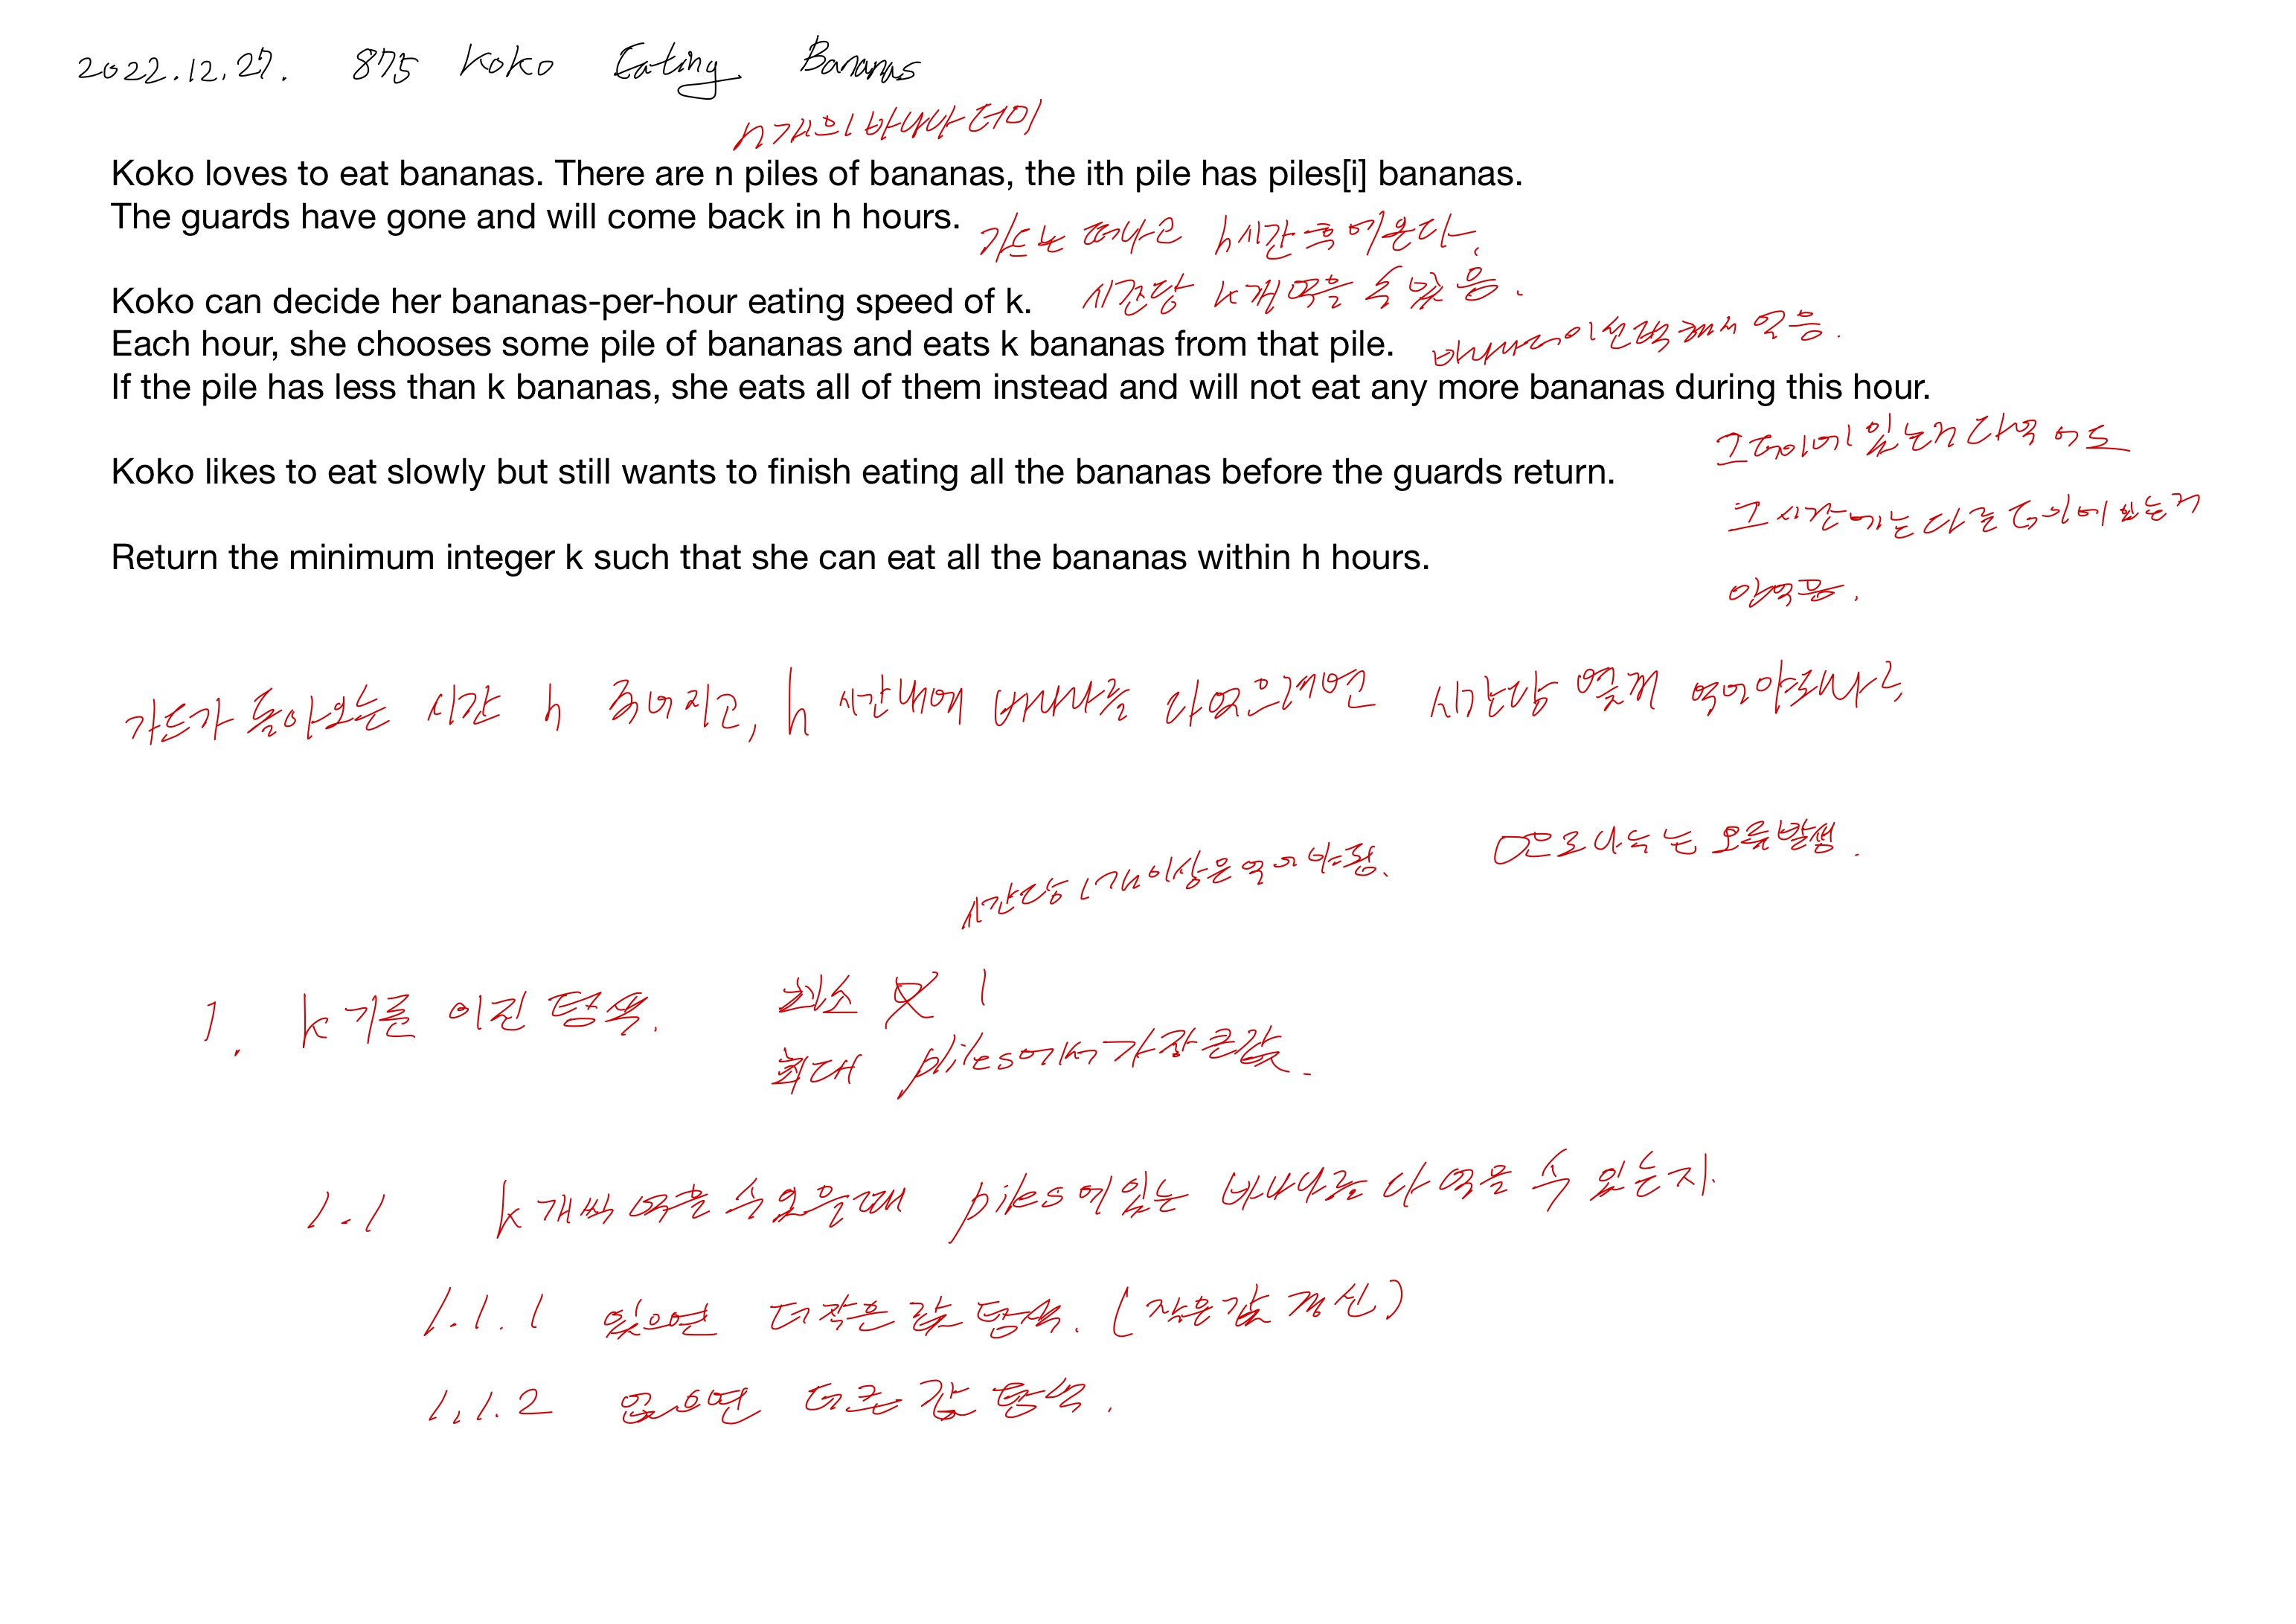 2022.12.27. 875 Koko Eating Bananas
n개의 바나나 더미
Koko loves to eat bananas. There are n piles of bananas, the ith pile has piles[i] bananas.
The guards have gone and will come back in h hours.
가드는 떠나고 h시간 후에 온다.
Koko can decide her bananas-per-hour eating speed of k.
시간당 k개 먹을 수 있음.
Each hour, she chooses some pile of bananas and eats k bananas from that pile.
바나나 더미 선택해서 먹음.
If the pile has less than k bananas, she eats all of them instead and will not eat any more bananas during this hour.
그 더미에 있는거 다 먹어도
Koko likes to eat slowly but still wants to finish eating all the bananas before the guards return.
그 시간에는 다른 더미에 있는거
Return the minimum integer k such that she can eat all the bananas within h hours.
안먹음.
가드가 돌아오는 시간 h 주어지고, h 시간내에 바나나를 다 먹으려면 시간당 몇개 먹어야 되나?
0으로 나누는 오류 발생.
시간당 1개 이상은 먹어야 함.
1. k 기준 이진 탐색. 최소 1
최대 piles에서 가장 큰값.
1.1 k개씩 먹을 수 있을때 piles에 있는 바나나를 다 먹을 수 있는지.
1.1.1 있으면 더 작은 값 탐색. (작은 값 갱신)
1.1.2 없으면 더 큰 값 탐색.